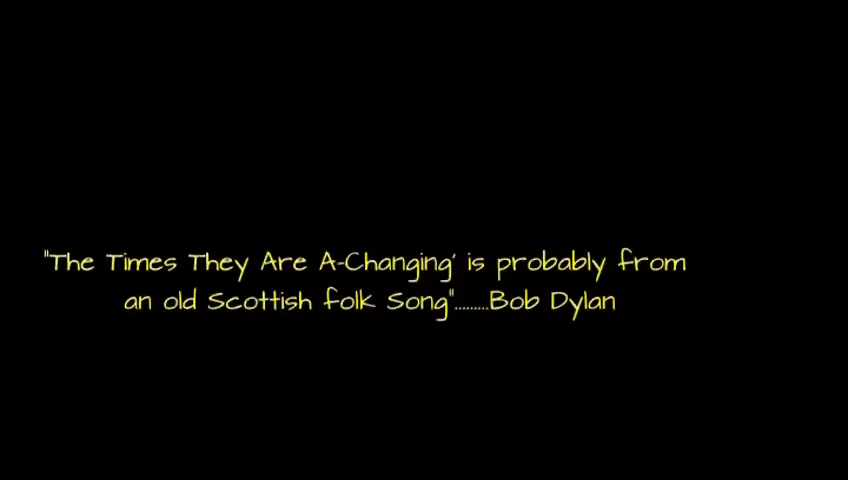 "The Times They Are A-Changing' is probably from
an old Scottish folk Song".........Bob Dylan